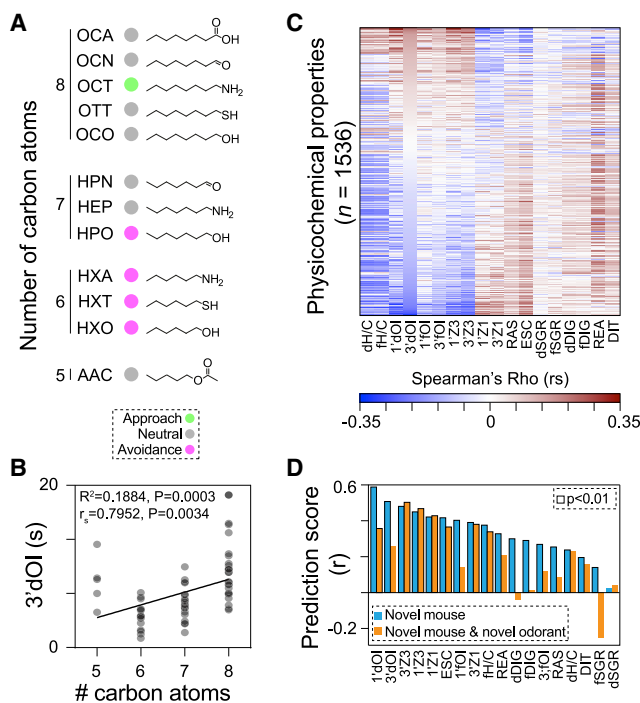 A
Number of carbon atoms
8
OCA
OH
O
OCN
O
OCT
NH2
OTT
SH
OCO
OH
7
HPN
O
HEP
NH2
HPO
OH
6
HXA
NH2
HXT
SH
HXO
OH
5
AAC
O
O
Approach
Neutral
Avoidance
B
R²=0.1884, P=0.0003
rs=0.7952, P=0.0034
3'dOI (s)
20
0
5 6 7 8
# carbon atoms
C
Physicochemical properties
(n = 1536)
dH/C
fH/C
1'dOI
3'dOI
1'fOI
3'fOI
1'Z3
3'Z3
1'Z1
3'Z1
RAS
ESC
dSGR
fSGR
dDIG
fDIG
REA
DIT
Spearman's Rho (rs)
-0.35 0 0.35
D
Prediction score
(r)
0.6
-0.2
p<0.01
Novel mouse
Novel mouse & novel odorant
1'dOI
3'dOI
3'Z3
1'Z3
1'Z1
ESC
1'fOI
3'Z1
fH/C
REA
dDIG
fDIG
3;fOI
RAS
dH/C
DIT
fSGR
dSGR